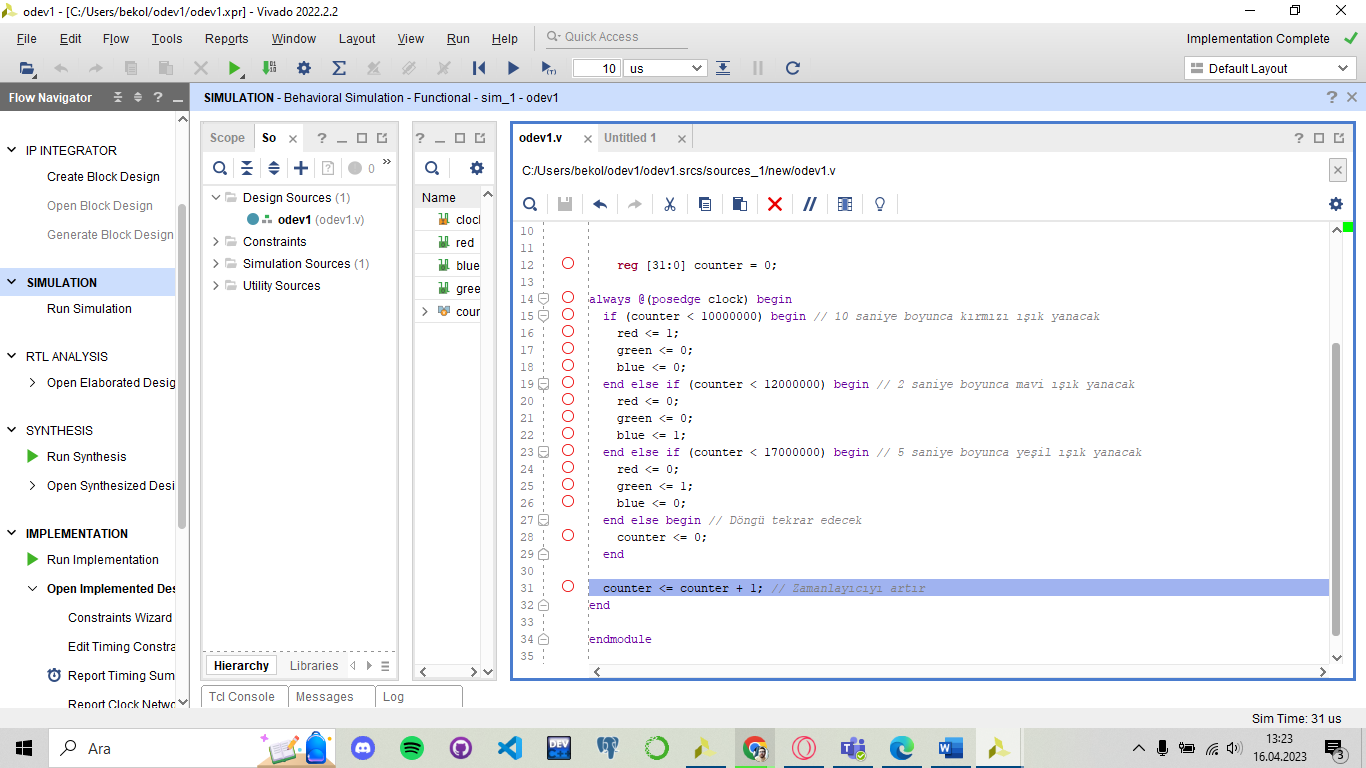 odev1 - [C:/Users/bekol/odev1/odev1.xpr] - Vivado 2022.2.2
File Edit Flow Tools Reports Window Layout View Run Help
Quick Access
Implementation Complete
10 us
Default Layout
Flow Navigator
SIMULATION - Behavioral Simulation - Functional - sim_1 - odev1
IP INTEGRATOR
Create Block Design
Open Block Design
Generate Block Design
SIMULATION
Run Simulation
RTL ANALYSIS
Open Elaborated Desig
SYNTHESIS
Run Synthesis
Open Synthesized Desi
IMPLEMENTATION
Run Implementation
Open Implemented Des
Constraints Wizard
Edit Timing Constra
Report Timing Sum
Report Clock Netwo
Scope So
0
Design Sources (1)
odev1 (odev1.v)
Constraints
Simulation Sources (1)
Utility Sources
Hierarchy Libraries
Name
clocl
red
blue
gree
cour
odev1.v Untitled 1
C:/Users/bekol/odev1/odev1.srcs/sources_1/new/odev1.v
10
11
12 reg [31:0] counter = 0;
13
14 always @(posedge clock) begin
15 if (counter < 10000000) begin // 10 saniye boyunca kırmızı ışık yanacak
16 red <= 1;
17 green <= 0;
18 blue <= 0;
19 end else if (counter < 12000000) begin // 2 saniye boyunca mavi ışık yanacak
20 red <= 0;
21 green <= 0;
22 blue <= 1;
23 end else if (counter < 17000000) begin // 5 saniye boyunca yeşil ışık yanacak
24 red <= 0;
25 green <= 1;
26 blue <= 0;
27 end else begin // Döngü tekrar edecek
28 counter <= 0;
29 end
30
31 counter <= counter + 1; // Zamanlayıcıyı artır
32 end
33
34 endmodule
35
Tcl Console Messages Log
Sim Time: 31 us
Ara
DEV
13:23
16.04.2023
3